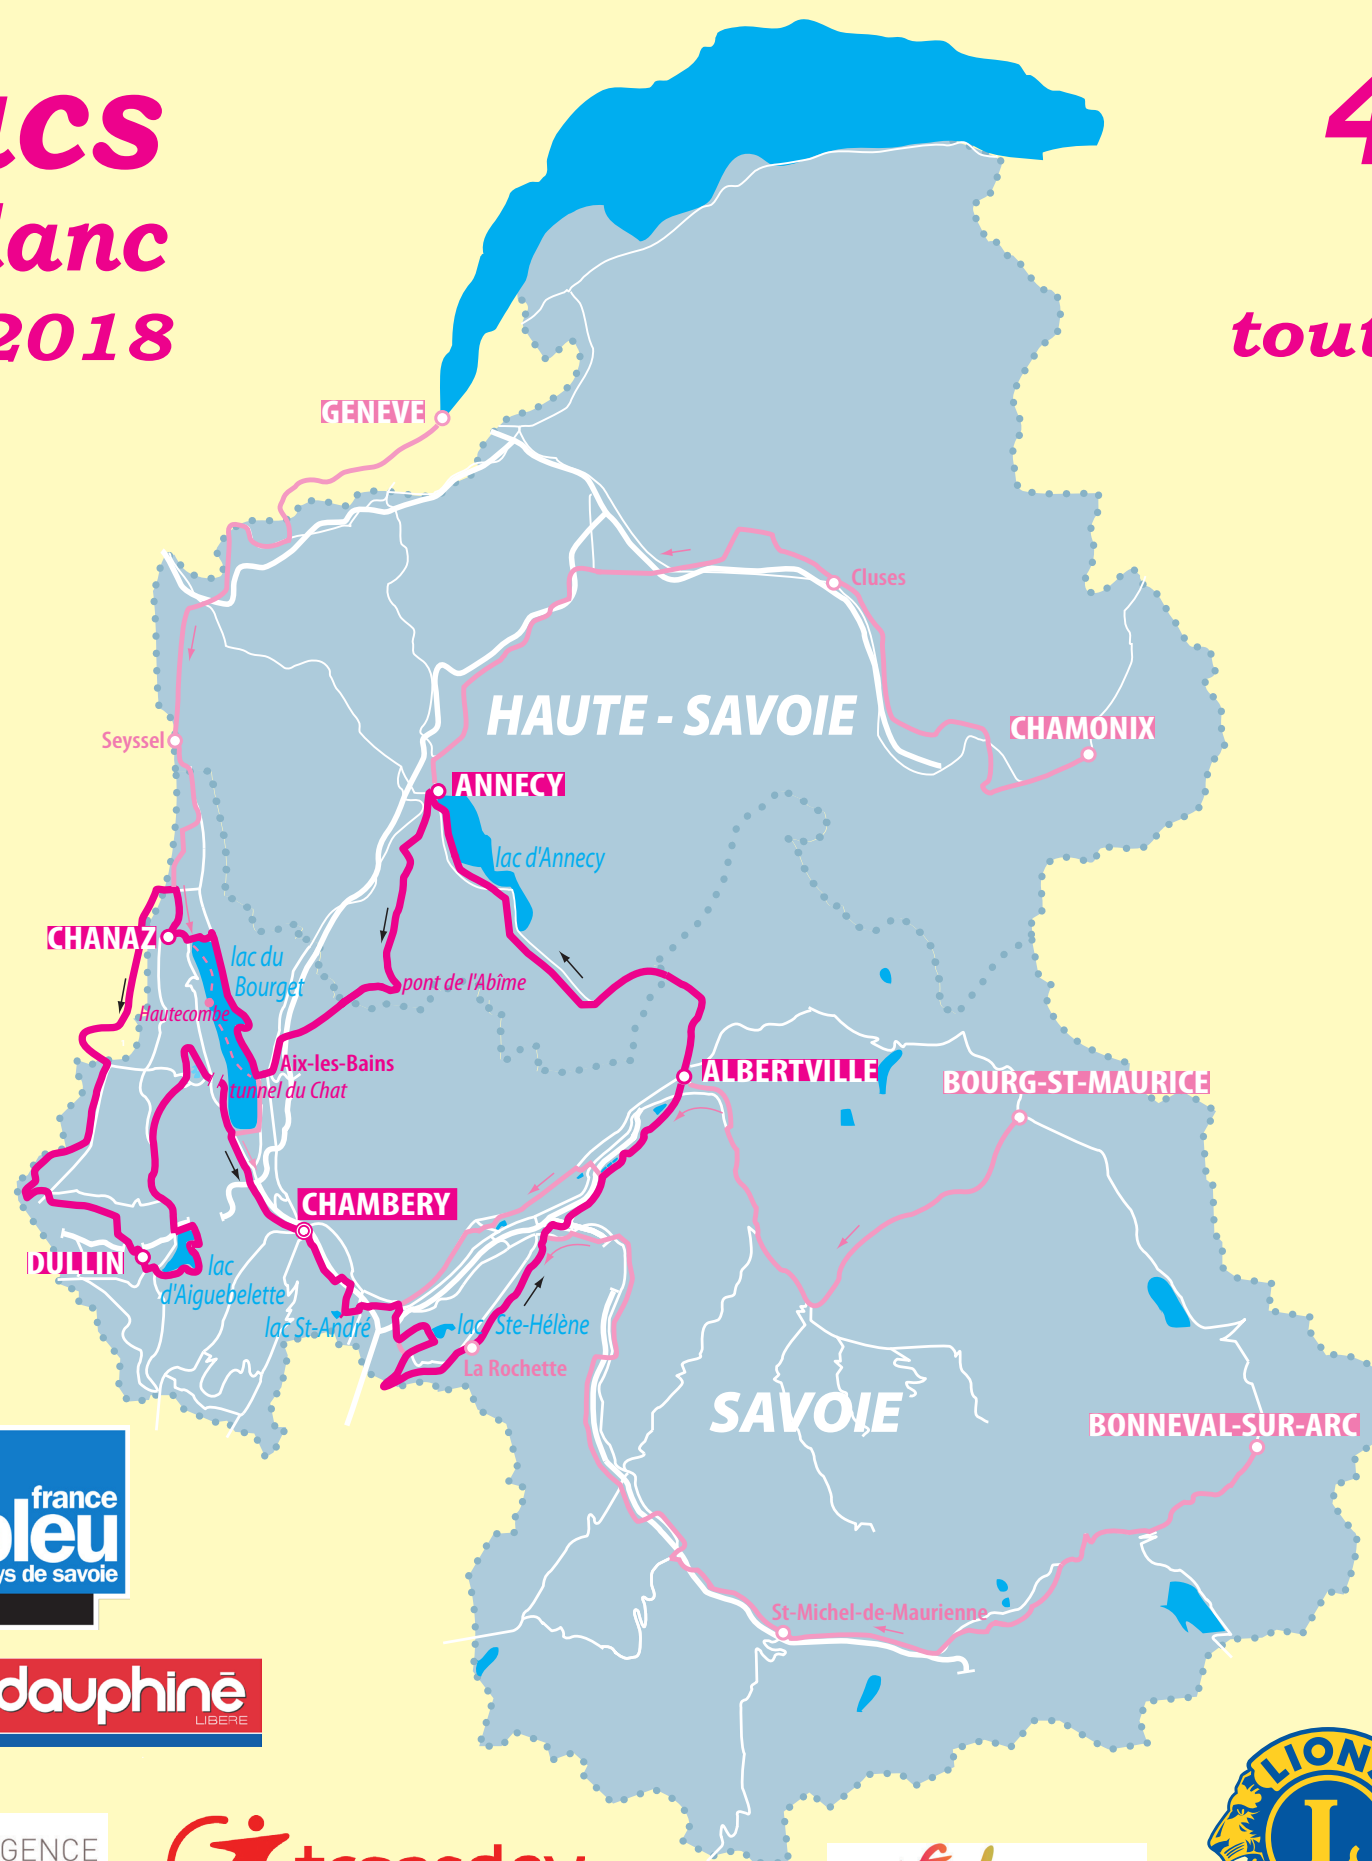 acs
4
lanc
2018
tout
GENEVE
Cluses
HAUTE - SAVOIE
CHAMONIX
Seyssel
ANNECY
lac d'Annecy
CHANAZ
lac du
Bourget
pont de l'Abîme
Hautecombe
Aix-les-Bains
tunnel du Chat
ALBERTVILLE
BOURG-ST-MAURICE
CHAMBERY
DULLIN
lac
d'Aiguebelette
lac St-André
lac Ste-Hélène
La Rochette
SAVOIE
BONNEVAL-SUR-ARC
france
bleu
ys de savoie
St-Michel-de-Maurienne
dauphiné
LIBERE
LIONS
L
GENCE
transdev